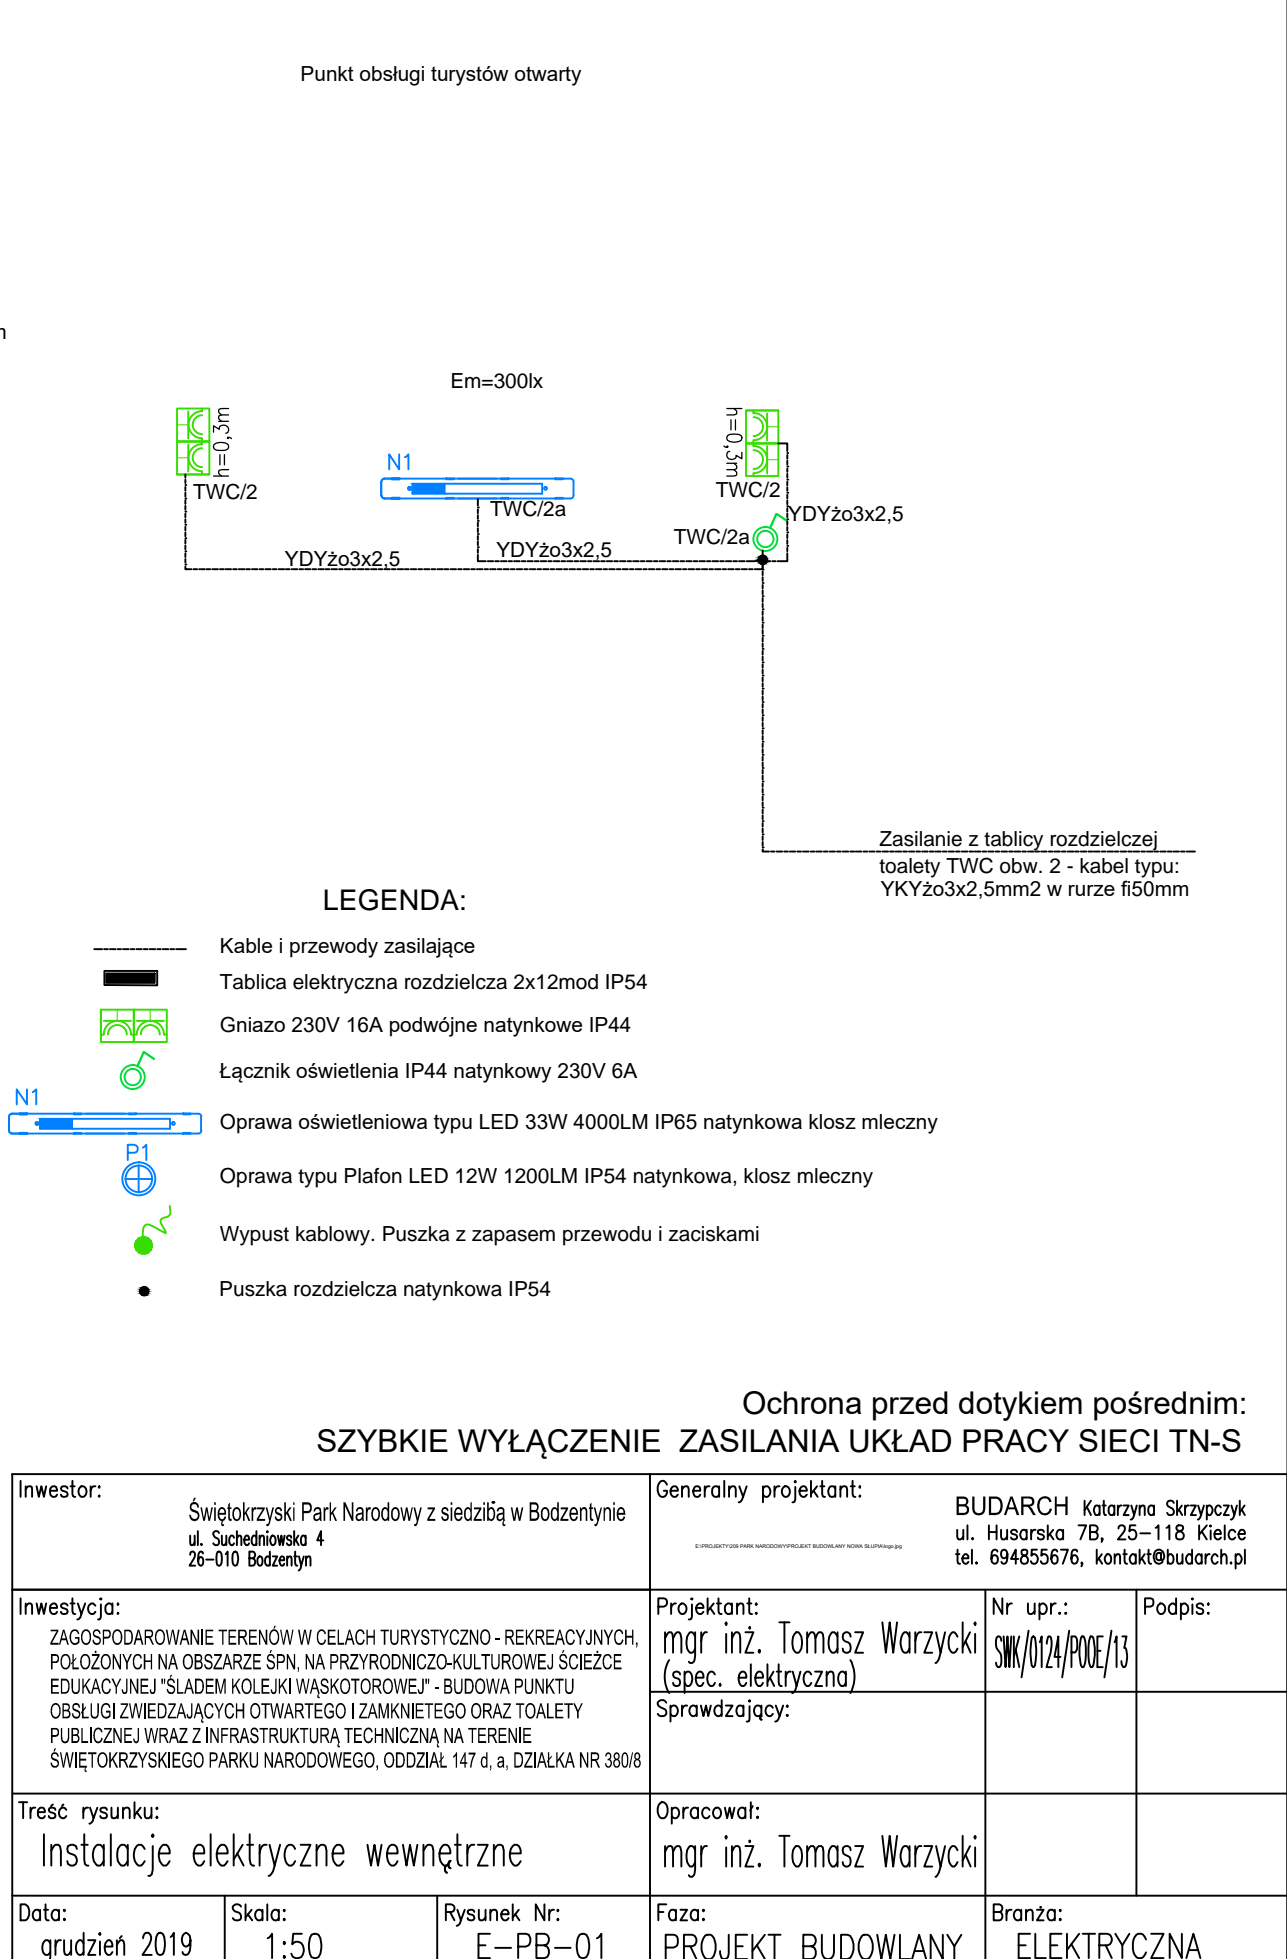 Punkt obsługi turystów otwarty
Em=300lx
h=0,3m
h=0,3m
N1
TWC/2
TWC/2a
TWC/2
YDYżo3x2,5
TWC/2a
YDYżo3x2,5
YDYżo3x2,5
Zasilanie z tablicy rozdzielczej
toalety TWC obw. 2 - kabel typu:
YKYżo3x2,5mm2 w rurze fi50mm
LEGENDA:
Kable i przewody zasilające
Tablica elektryczna rozdzielcza 2x12mod IP54
Gniazo 230V 16A podwójne natynkowe IP44
Łącznik oświetlenia IP44 natynkowy 230V 6A
N1
Oprawa oświetleniowa typu LED 33W 4000LM IP65 natynkowa klosz mleczny
P1
Oprawa typu Plafon LED 12W 1200LM IP54 natynkowa, klosz mleczny
Wypust kablowy. Puszka z zapasem przewodu i zaciskami
Puszka rozdzielcza natynkowa IP54
Ochrona przed dotykiem pośrednim:
SZYBKIE WYŁĄCZENIE ZASILANIA UKŁAD PRACY SIECI TN-S
Inwestor:
Świętokrzyski Park Narodowy z siedzibą w Bodzentynie
ul. Suchedniowska 4
26-010 Bodzentyn
Generalny projektant:
E:\PROJEKTY\209 PARK NARODOWY\PROJEKT BUDOWLANY NOWA SŁUPIA\logo.jpg
BUDARCH Katarzyna Skrzypczyk
ul. Husarska 7B, 25-118 Kielce
tel. 694855676, kontakt@budarch.pl
Inwestycja:
ZAGOSPODAROWANIE TERENÓW W CELACH TURYSTYCZNO - REKREACYJNYCH,
POŁOŻONYCH NA OBSZARZE ŚPN, NA PRZYRODNICZO-KULTUROWEJ ŚCIEŻCE
EDUKACYJNEJ "ŚLADEM KOLEJKI WĄSKOTOROWEJ" - BUDOWA PUNKTU
OBSŁUGI ZWIEDZAJĄCYCH OTWARTEGO I ZAMKNIETEGO ORAZ TOALETY
PUBLICZNEJ WRAZ Z INFRASTRUKTURĄ TECHNICZNĄ NA TERENIE
ŚWIĘTOKRZYSKIEGO PARKU NARODOWEGO, ODDZIAŁ 147 d, a, DZIAŁKA NR 380/8
Projektant:
mgr inż. Tomasz Warzycki
(spec. elektryczna)
Nr upr.:
SWK/0124/POOE/13
Podpis:
Sprawdzający:
Treść rysunku:
Instalacje elektryczne wewnętrzne
Opracował:
mgr inż. Tomasz Warzycki
Data:
grudzień 2019
Skala:
1:50
Rysunek Nr:
E-PB-01
Faza:
PROJEKT BUDOWLANY
Branża:
ELEKTRYCZNA